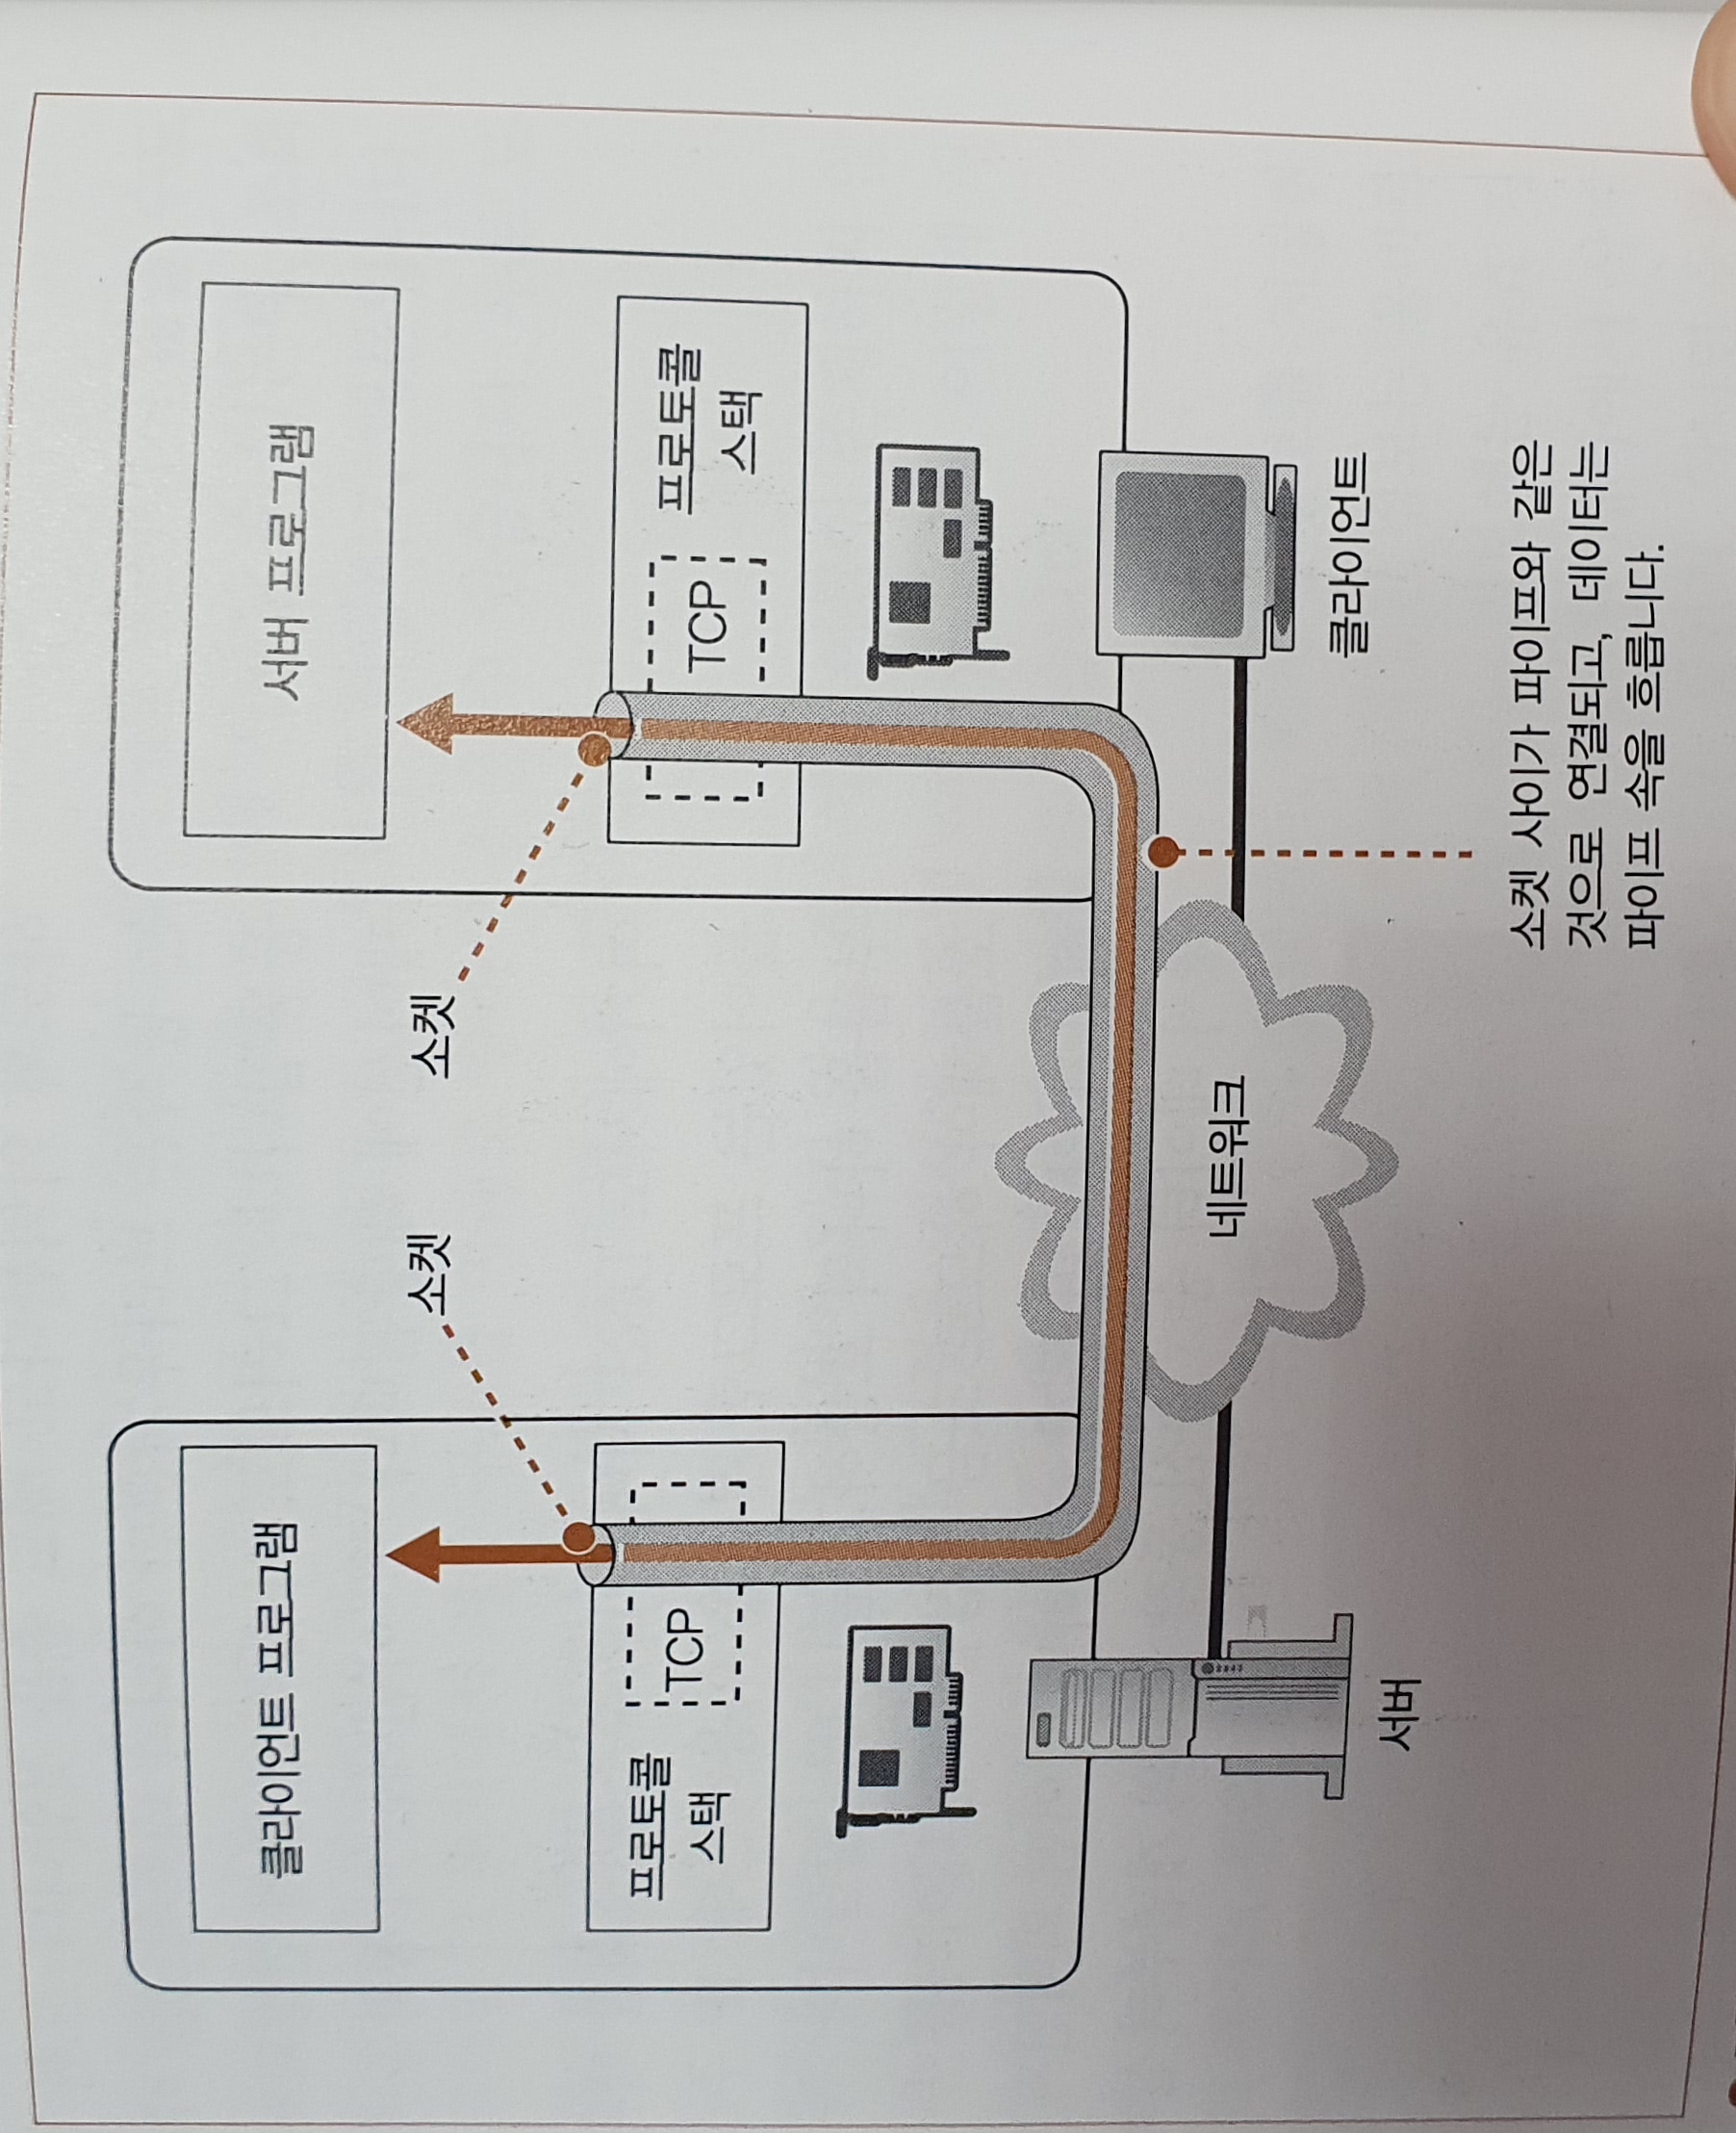 클라이언트 프로그램
서버 프로그램
소켓
소켓
프로토콜
스택
TCP
TCP
프로토콜
스택
네트워크
서버
클라이언트
소켓 사이가 파이프와 같은
것으로 연결되고, 데이터는
파이프 속을 흐릅니다.